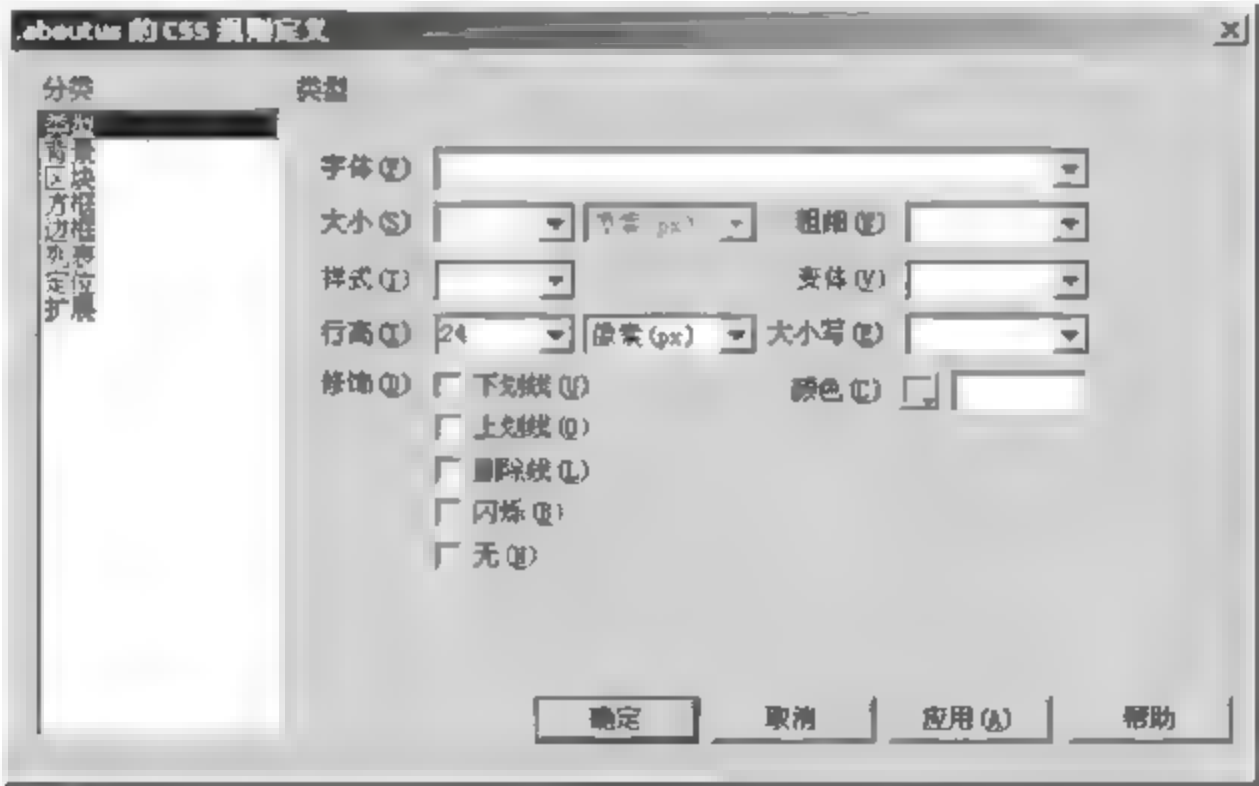 .aboutus 的 CSS 规则定义
分类
类型
背景
区块
方框
边框
列表
定位
扩展
类型
字体(F)
大小(S) 像素(px) 粗细(W)
样式(T) 变体(V)
行高(I) 24 像素(px) 大小写(E)
修饰(D) 下划线(U) 颜色(C)
上划线(O)
删除线(L)
闪烁(B)
无(N)
确定 取消 应用(A) 帮助